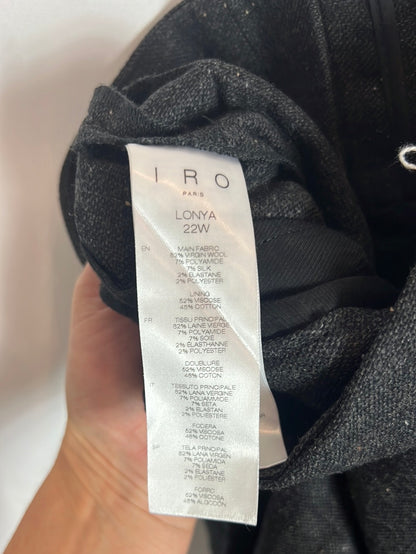 IRO
PARIS
LONYA
22W
EN
MAIN FABRIC
82% VIRGIN WOOL
7% POLYAMIDE
7% SILK
2% ELASTANE
2% POLYESTER
LINING
52% VISCOSE
48% COTTON
FR
TISSU PRINCIPAL
82% LAINE VIERGE
7% POLYAMIDE
7% SOIE
2% ELASTHANNE
2% POLYESTER
DOUBLURE
52% VISCOSE
48% COTON
IT
TESSUTO PRINCIPALE
82% LANA VERGINE
7% POLIAMMIDE
7% SETA
2% ELASTAN
2% POLIESTERE
FODERA
52% VISCOSA
48% COTONE
TELA PRINCIPAL
82% LANA VIRGEN
7% POLIAMIDA
7% SEDA
2% ELASTAN
2% POLIESTER
FORRO
52% VISCOSA
48% ALGODON